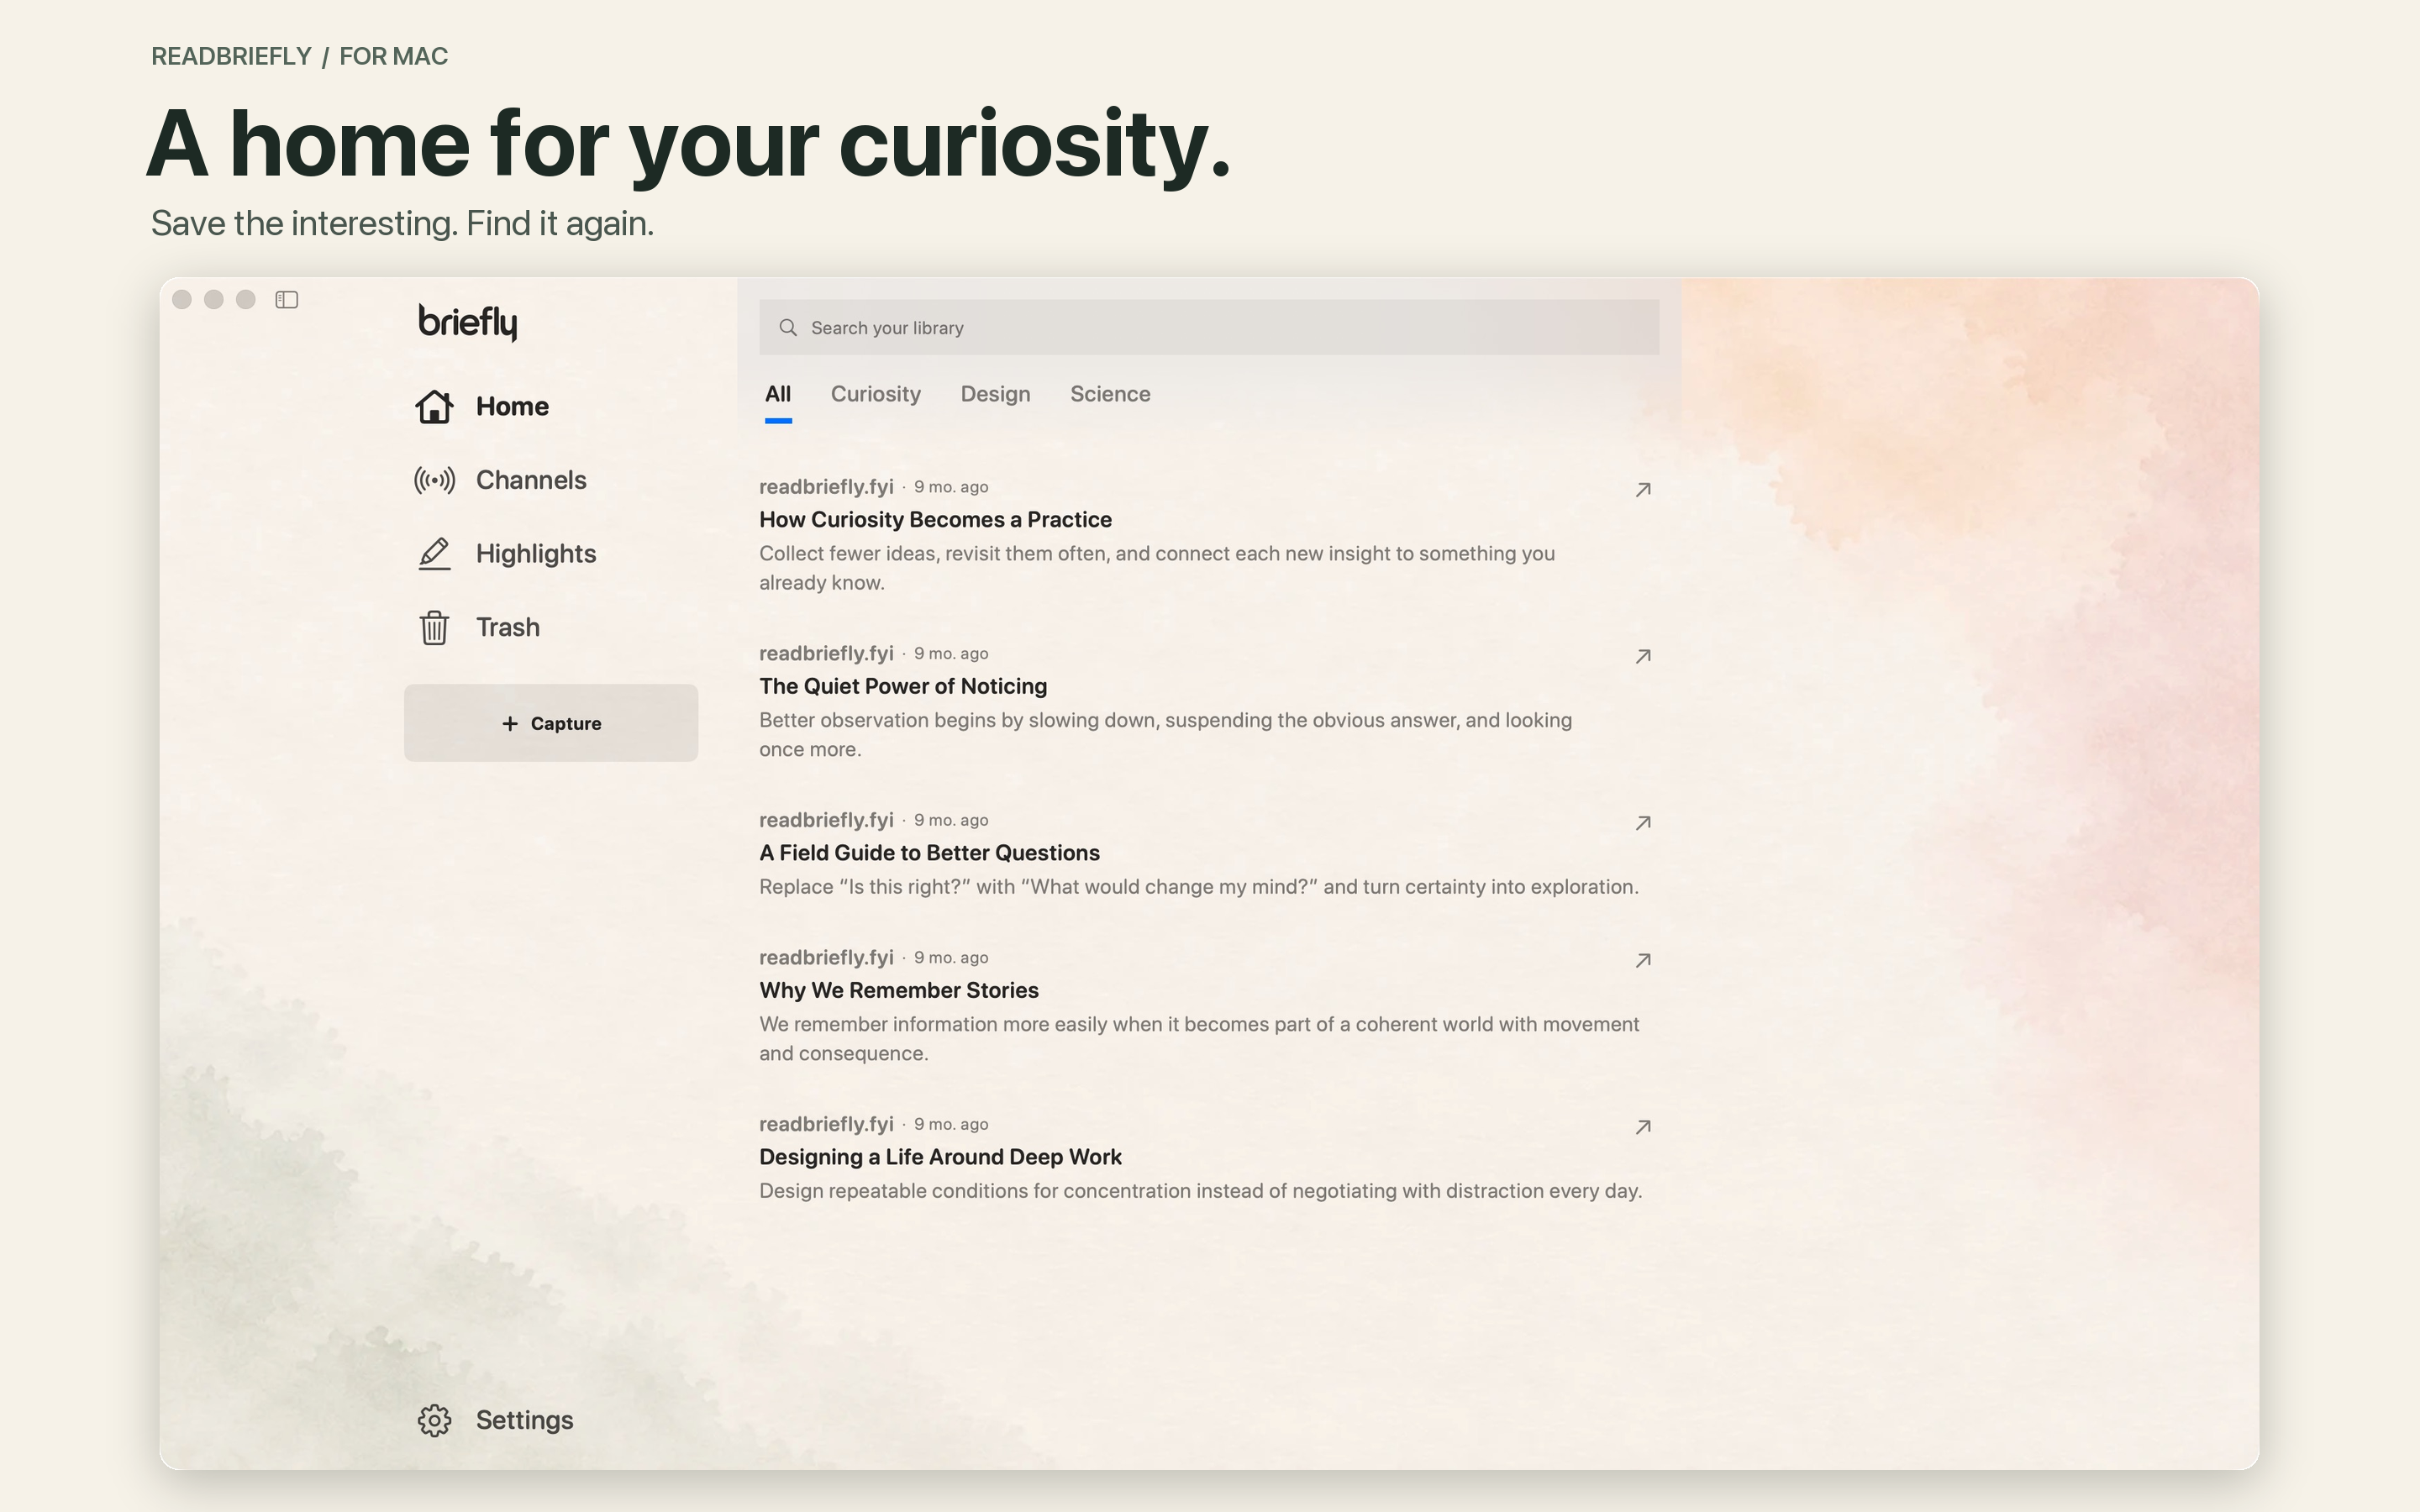 READBRIEFLY / FOR MAC
A home for your curiosity.
Save the interesting. Find it again.
briefly
Home
Channels
Highlights
Trash
+ Capture
Settings
Search your library
All Curiosity Design Science
readbriefly.fyi · 9 mo. ago
How Curiosity Becomes a Practice
Collect fewer ideas, revisit them often, and connect each new insight to something you
already know.
readbriefly.fyi · 9 mo. ago
The Quiet Power of Noticing
Better observation begins by slowing down, suspending the obvious answer, and looking
once more.
readbriefly.fyi · 9 mo. ago
A Field Guide to Better Questions
Replace “Is this right?” with “What would change my mind?” and turn certainty into exploration.
readbriefly.fyi · 9 mo. ago
Why We Remember Stories
We remember information more easily when it becomes part of a coherent world with movement
and consequence.
readbriefly.fyi · 9 mo. ago
Designing a Life Around Deep Work
Design repeatable conditions for concentration instead of negotiating with distraction every day.